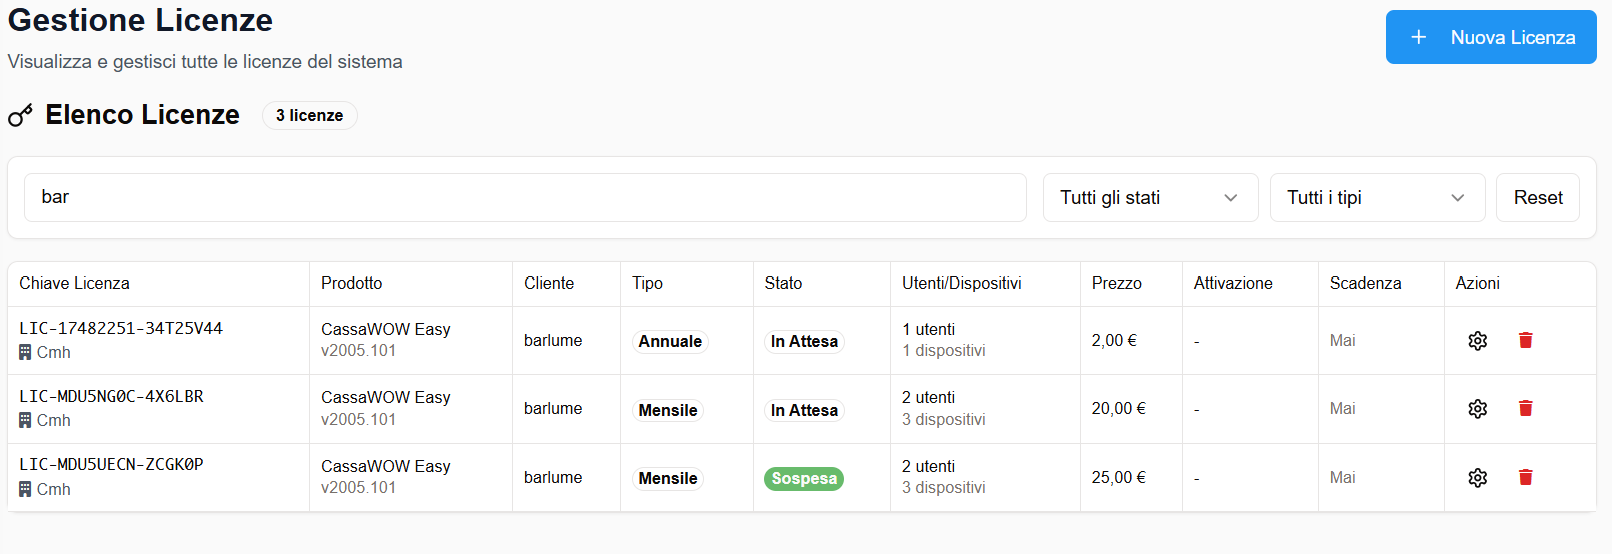 Gestione Licenze
Visualizza e gestisci tutte le licenze del sistema
Nuova Licenza
Elenco Licenze 3 licenze
bar Tutti gli stati Tutti i tipi Reset
Chiave Licenza Prodotto Cliente Tipo Stato Utenti/Dispositivi Prezzo Attivazione Scadenza Azioni
LIC-17482251-34T25V44 CassaWOW Easy barlume Annuale In Attesa 1 utenti 2,00 € - Mai
Cmh v2005.101 1 dispositivi
LIC-MDU5NG0C-4X6LBR CassaWOW Easy barlume Mensile In Attesa 2 utenti 20,00 € - Mai
Cmh v2005.101 3 dispositivi
LIC-MDU5UECN-ZCGK0P CassaWOW Easy barlume Mensile Sospesa 2 utenti 25,00 € - Mai
Cmh v2005.101 3 dispositivi